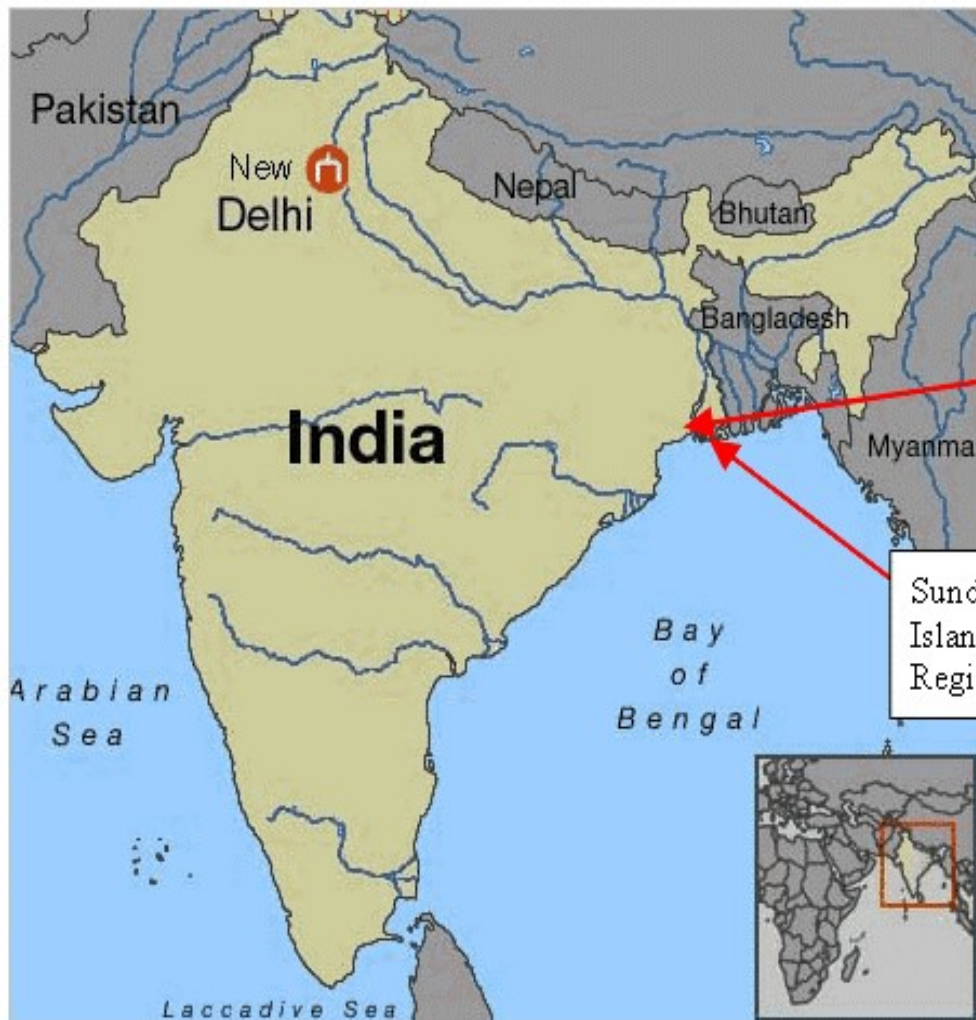 Pakistan
New
Delhi
Nepal
Bhutan
Bangladesh
India
Myanma
Sund
Islan
Regi
Bay
of
Bengal
Arabian
Sea
Laccadive Sea